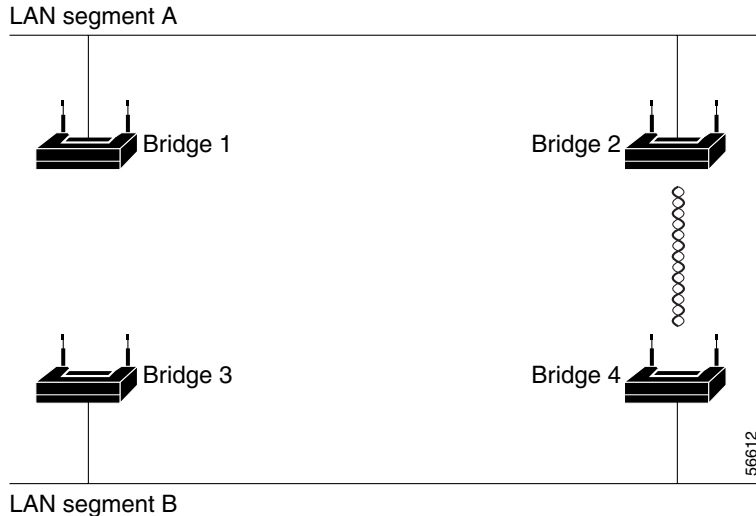 LAN segment A
Bridge 1
Bridge 2
Bridge 3
Bridge 4
56612
LAN segment B